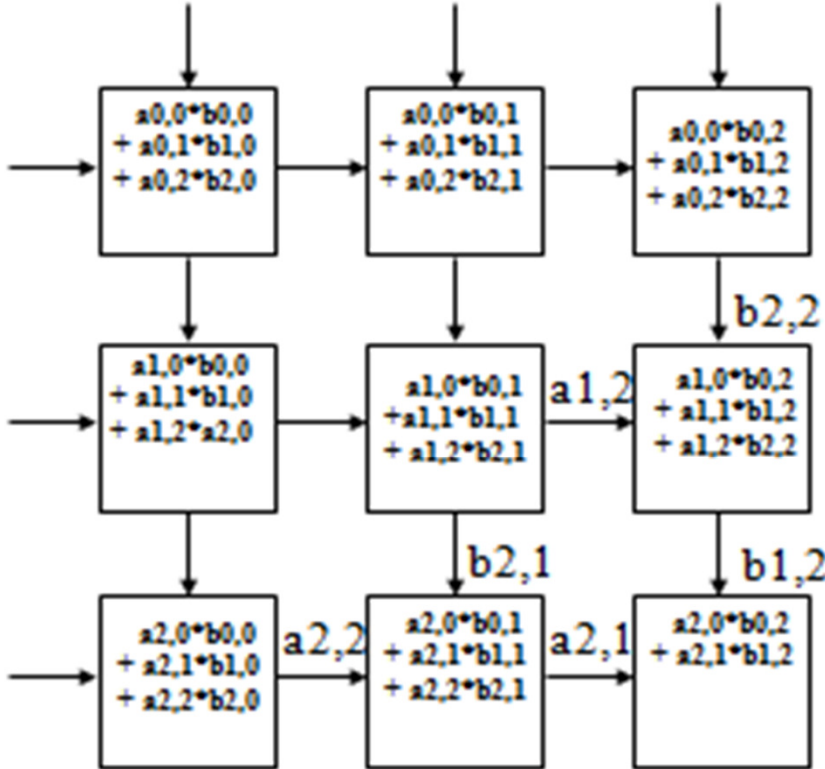 a0,0*b0,0
+ a0,1*b1,0
+ a0,2*b2,0
a0,0*b0,1
+ a0,1*b1,1
+ a0,2*b2,1
a0,0*b0,2
+ a0,1*b1,2
+ a0,2*b2,2
b2,2
a1,0*b0,0
+ a1,1*b1,0
+ a1,2*a2,0
a1,0*b0,1
+a1,1*b1,1
+ a1,2*b2,1
a1,2
a1,0*b0,2
+ a1,1*b1,2
+ a1,2*b2,2
b2,1
b1,2
a2,0*b0,0
+ a2,1*b1,0
+ a2,2*b2,0
a2,2
a2,0*b0,1
+ a2,1*b1,1
+ a2,2*b2,1
a2,1
a2,0*b0,2
+ a2,1*b1,2